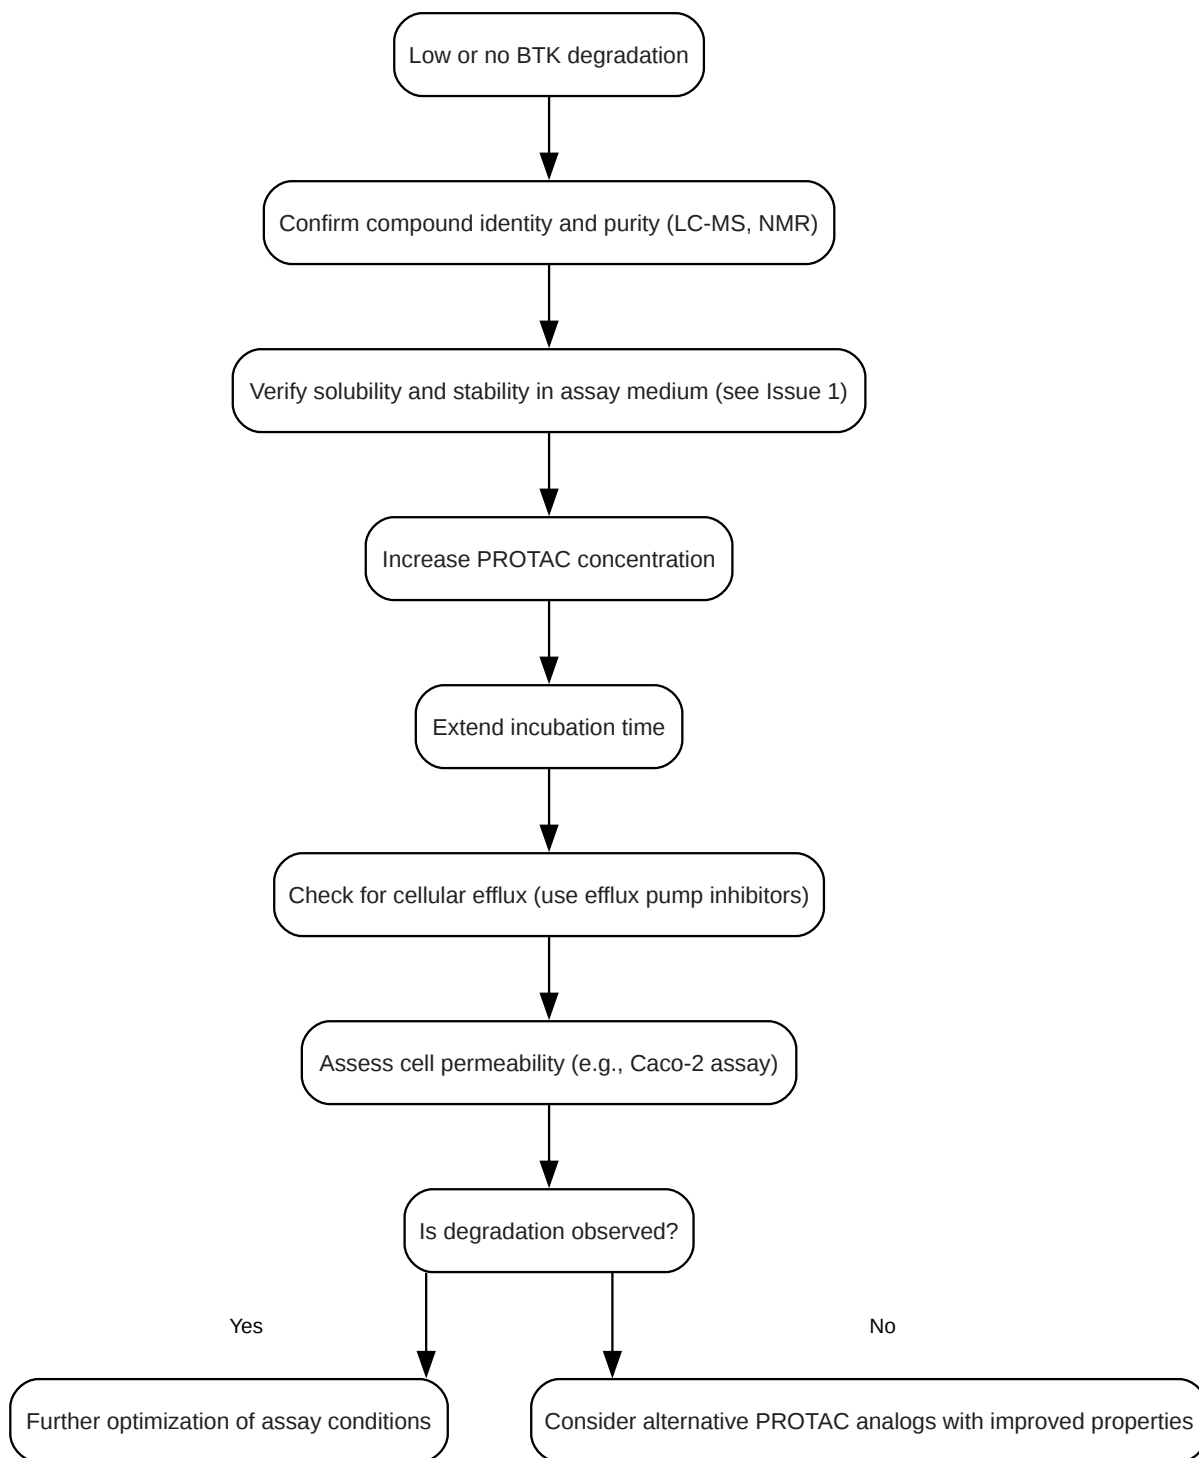 Low or no BTK degradation
Confirm compound identity and purity (LC-MS, NMR)
Verify solubility and stability in assay medium (see Issue 1)
Increase PROTAC concentration
Extend incubation time
Check for cellular efflux (use efflux pump inhibitors)
Assess cell permeability (e.g., Caco-2 assay)
Is degradation observed?
Yes
No
Further optimization of assay conditions
Consider alternative PROTAC analogs with improved properties